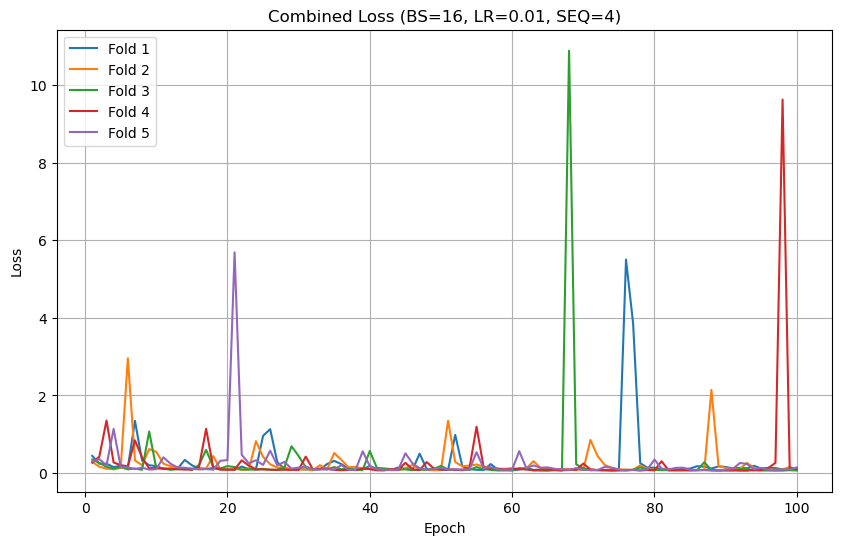 Combined Loss (BS=16, LR=0.01, SEQ=4)
Fold 1
Fold 2
Fold 3
Fold 4
Fold 5
Loss
10
8
6
4
2
0
0 20 40 60 80 100
Epoch